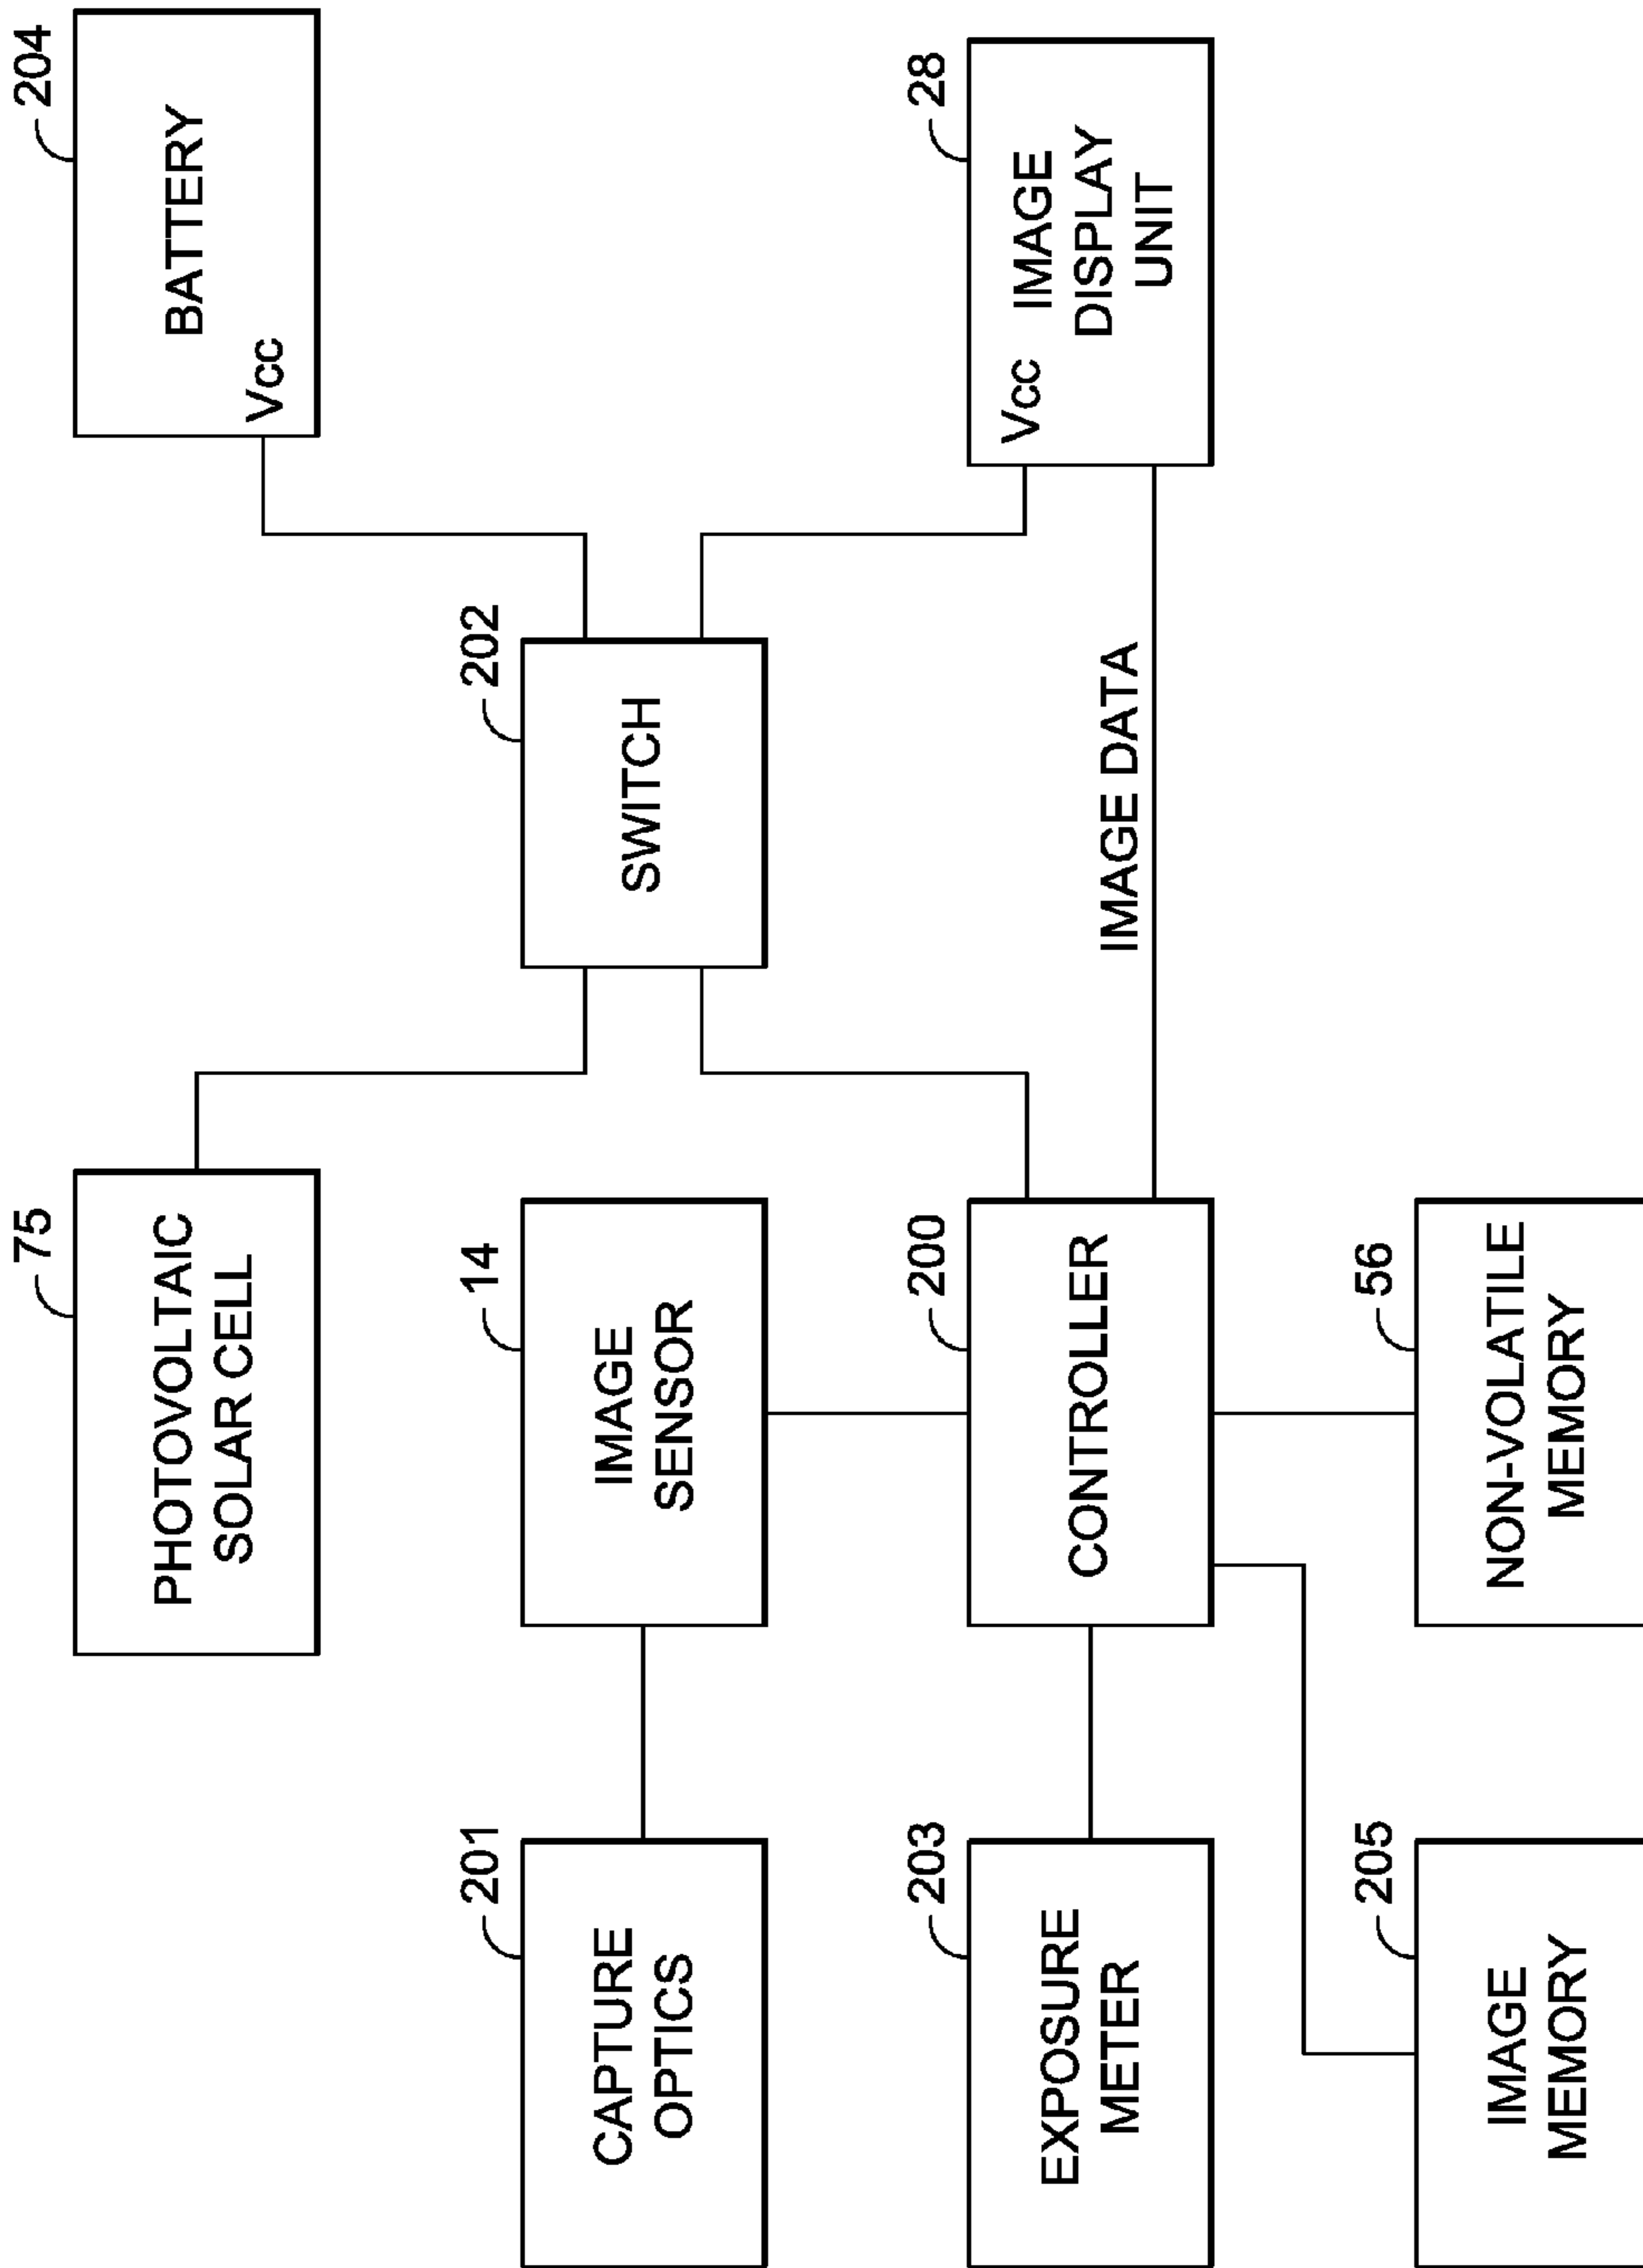 75
PHOTOVOLTAIC
SOLAR CELL
204
BATTERY
Vcc
201
CAPTURE
OPTICS
14
IMAGE
SENSOR
202
SWITCH
203
EXPOSURE
METER
200
CONTROLLER
IMAGE DATA
28
Vcc IMAGE
DISPLAY
UNIT
205
IMAGE
MEMORY
56
NON-VOLATILE
MEMORY